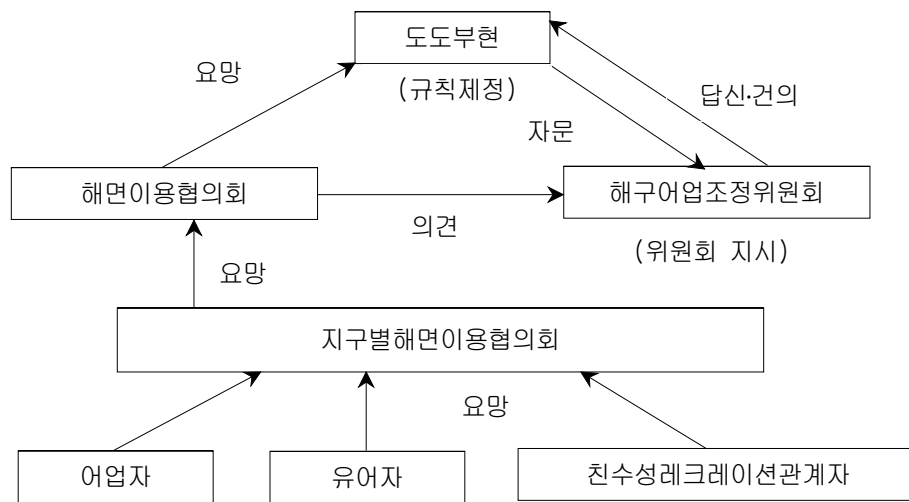 도도부현
요망
(규칙제정)
답신·건의
자문
해면이용협의회
해구어업조정위원회
의견
(위원회 지시)
요망
지구별해면이용협의회
요망
어업자
유어자
친수성레크레이션관계자